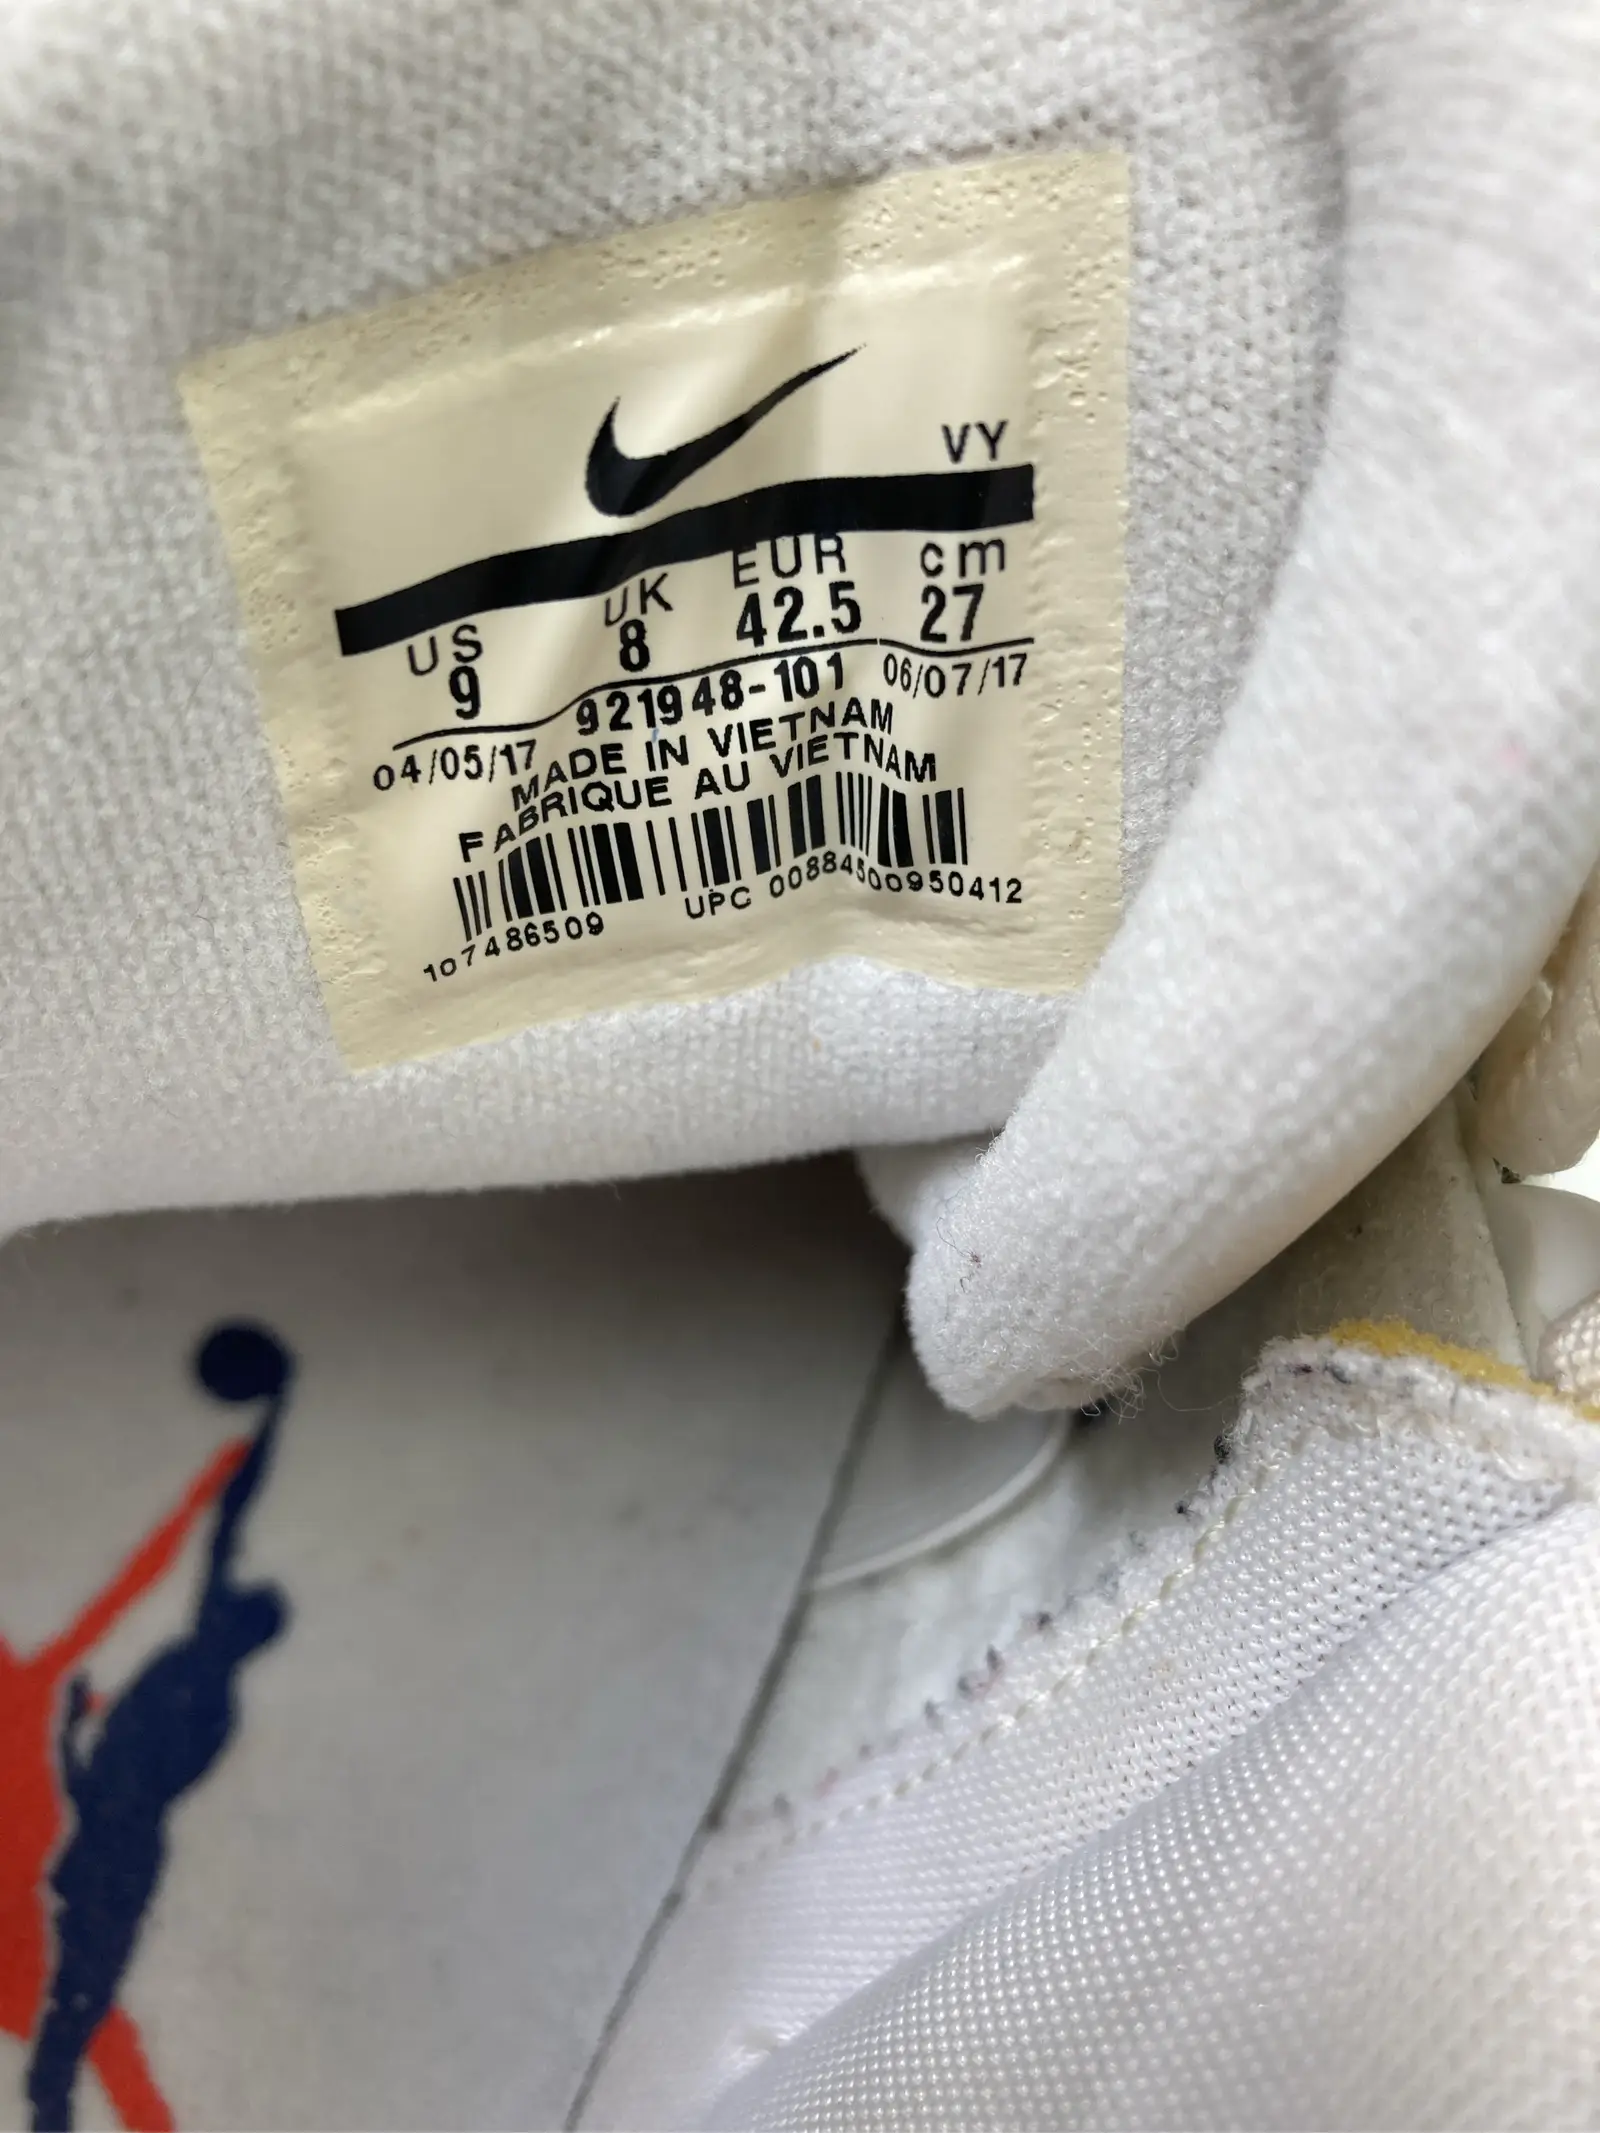 VY
US UK EUR cm
9 8 42.5 27
04/05/17 921948-101 06/07/17
MADE IN VIETNAM
FABRIQUE AU VIETNAM
107486509 UPC 00884500950412